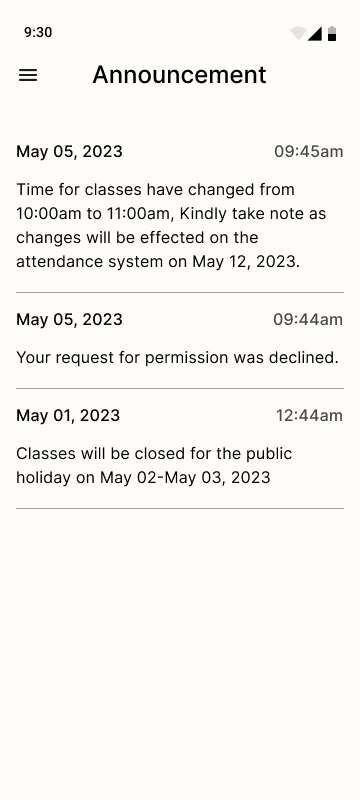 9:30
Announcement
May 05, 2023 09:45am
Time for classes have changed from
10:00am to 11:00am, Kindly take note as
changes will be effected on the
attendance system on May 12, 2023.
May 05, 2023 09:44am
Your request for permission was declined.
May 01, 2023 12:44am
Classes will be closed for the public
holiday on May 02-May 03, 2023